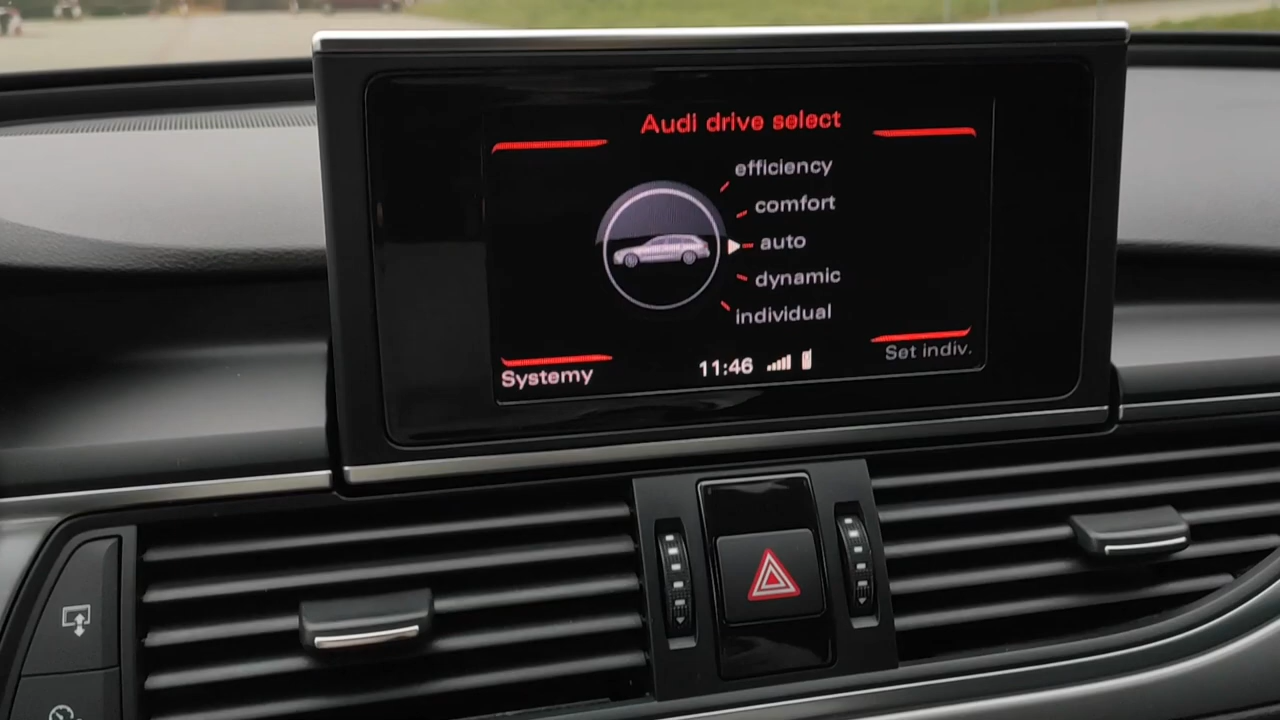 Audi drive select
efficiency
comfort
auto
dynamic
individual
Set indiv.
Systemy
11:46